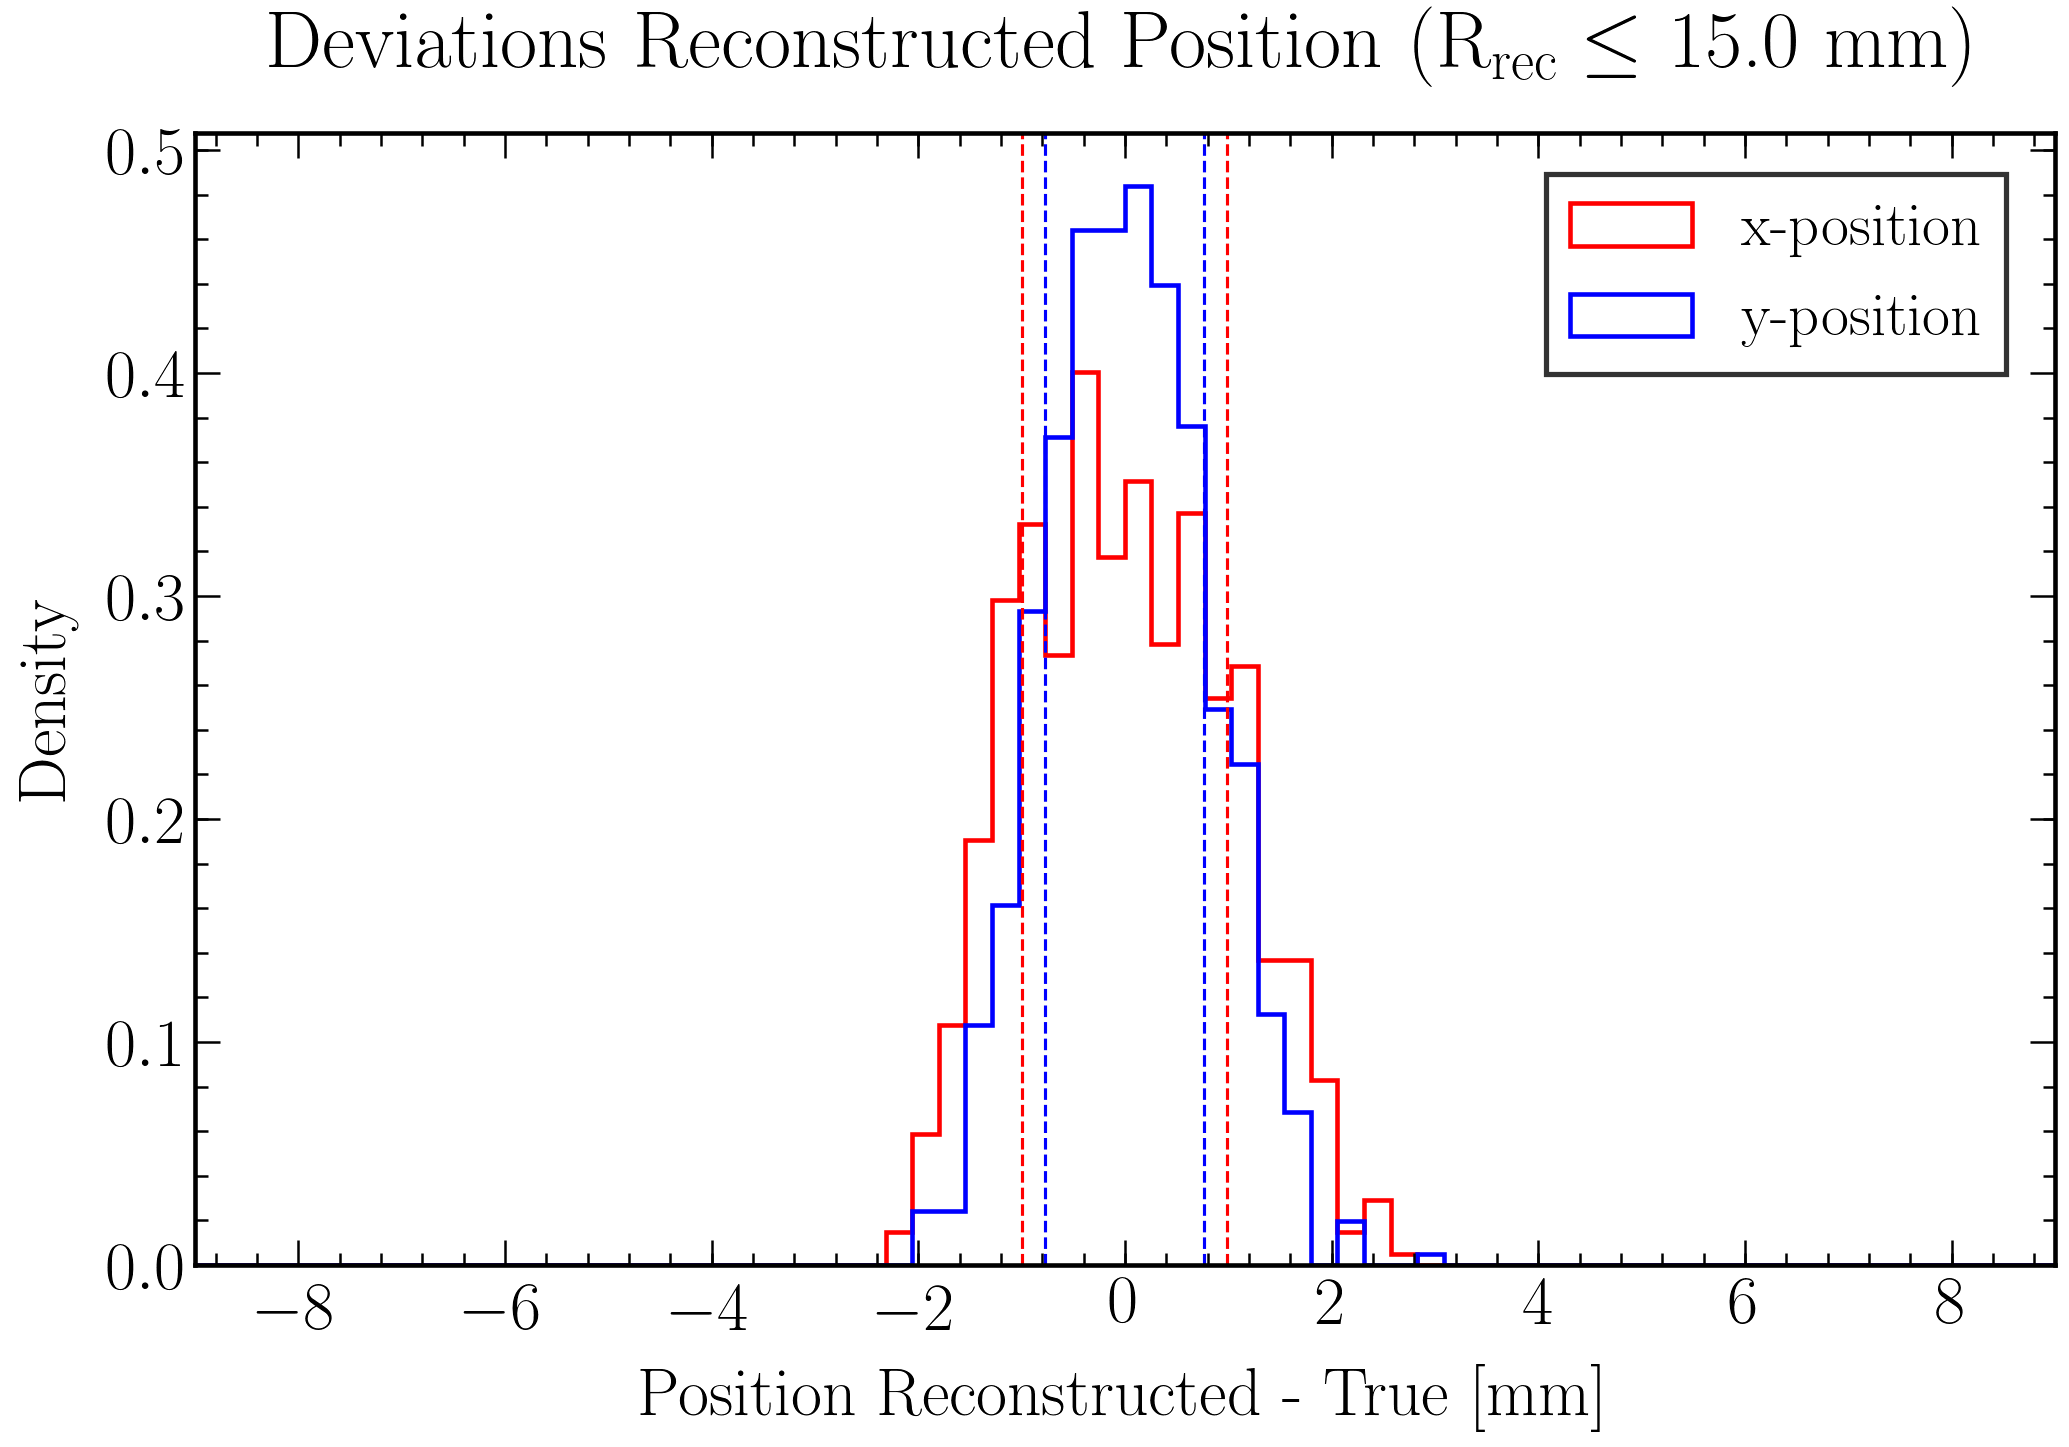 Deviations Reconstructed Position (Rrec ≤ 15.0 mm)
0.5
0.4
0.3
0.2
0.1
0.0
Density
x-position
y-position
−8 −6 −4 −2 0 2 4 6 8
Position Reconstructed - True [mm]